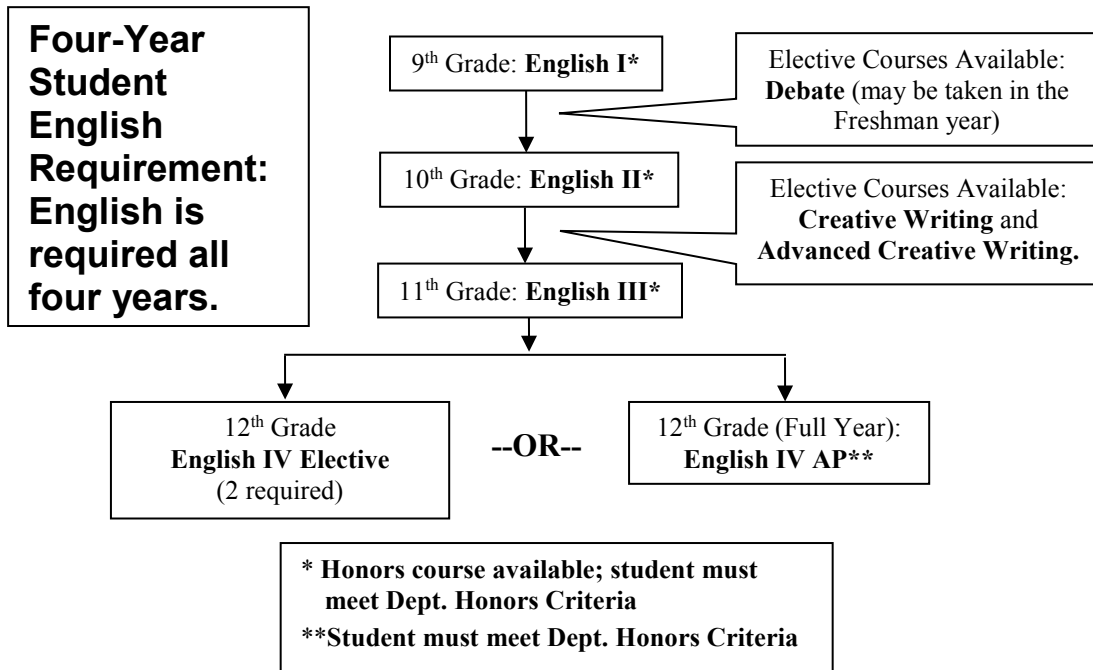 Four-Year
Student
English
Requirement:
English is
required all
four years.
9th Grade: English I*
Elective Courses Available:
Debate (may be taken in the
Freshman year)
10th Grade: English II*
Elective Courses Available:
Creative Writing and
Advanced Creative Writing.
11th Grade: English III*
12th Grade
English IV Elective
(2 required)
--OR--
12th Grade (Full Year):
English IV AP**
* Honors course available; student must
meet Dept. Honors Criteria
**Student must meet Dept. Honors Criteria